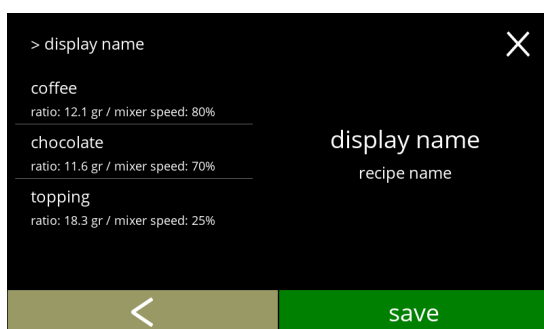 > display name
coffee
ratio: 12.1 gr / mixer speed: 80%
chocolate
ratio: 11.6 gr / mixer speed: 70%
topping
ratio: 18.3 gr / mixer speed: 25%
display name
recipe name
save